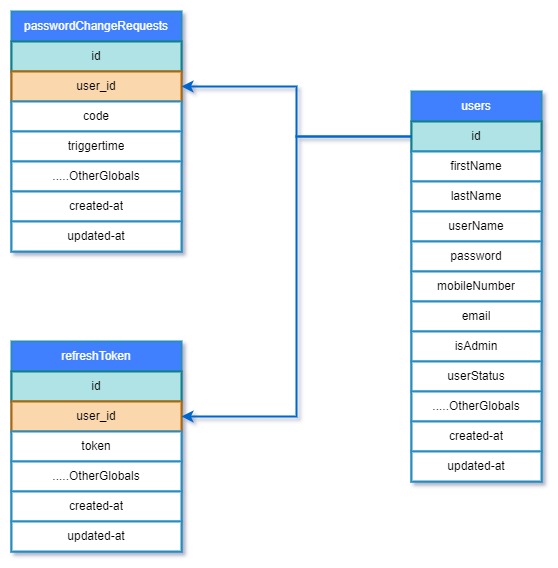 passwordChangeRequests
id
user_id
code
triggertime
.....OtherGlobals
created-at
updated-at
users
id
firstName
lastName
userName
password
mobileNumber
email
isAdmin
userStatus
.....OtherGlobals
created-at
updated-at
refreshToken
id
user_id
token
.....OtherGlobals
created-at
updated-at